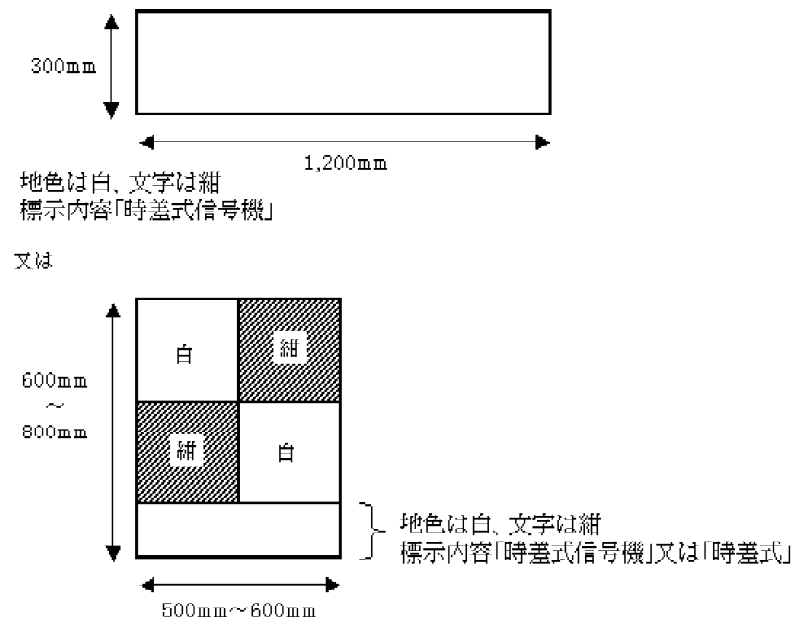 300mm
1,200mm
地色は白、文字は紺
標示内容「時差式信号機」
又は
白
紺
600mm
～
800mm
紺
白
地色は白、文字は紺
標示内容「時差式信号機」又は「時差式」
500mm～600mm